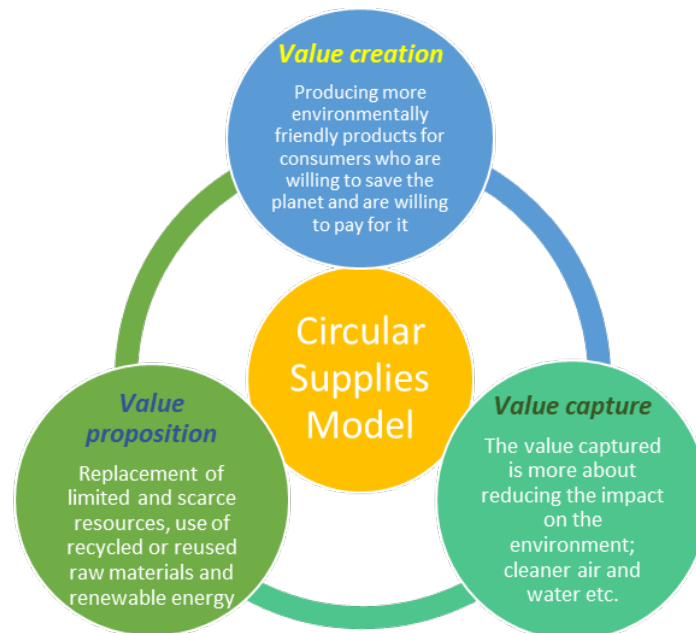 Value creation
Producing more
environmentally
friendly products for
consumers who are
willing to save the
planet and are willing
to pay for it
Circular
Supplies
Model
Value
proposition
Replacement of
limited and scarce
resources, use of
recycled or reused
raw materials and
renewable energy
Value capture
The value captured
is more about
reducing the impact
on the
environment;
cleaner air and
water etc.